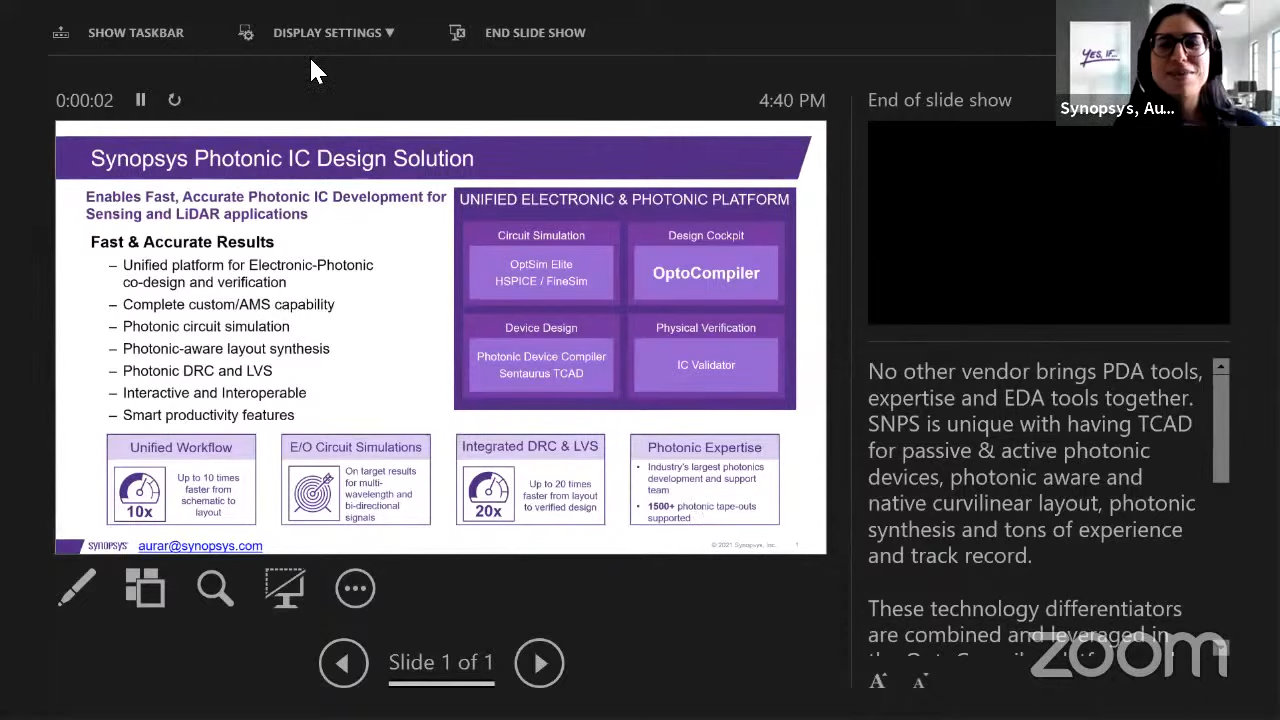 SHOW TASKBAR
DISPLAY SETTINGS ▼
END SLIDE SHOW
YES, IF...
Synopsys, Au...
0:00:02
4:40 PM
End of slide show
Synopsys Photonic IC Design Solution
Enables Fast, Accurate Photonic IC Development for
Sensing and LiDAR applications
Fast & Accurate Results
– Unified platform for Electronic-Photonic
co-design and verification
– Complete custom/AMS capability
– Photonic circuit simulation
– Photonic-aware layout synthesis
– Photonic DRC and LVS
– Interactive and Interoperable
– Smart productivity features
UNIFIED ELECTRONIC & PHOTONIC PLATFORM
Circuit Simulation
OptSim Elite
HSPICE / FineSim
Design Cockpit
OptoCompiler
Device Design
Photonic Device Compiler
Sentaurus TCAD
Physical Verification
IC Validator
Unified Workflow
10x
Up to 10 times
faster from
schematic to
layout
E/O Circuit Simulations
On target results
for multi-
wavelength and
bi-directional
signals
Integrated DRC & LVS
20x
Up to 20 times
faster from layout
to verified design
Photonic Expertise
• Industry's largest photonics
development and support
team
• 1500+ photonic tape-outs
supported
SYNOPSYS
aurar@synopsys.com
© 2021 Synopsys, Inc.
1
Slide 1 of 1
No other vendor brings PDA tools,
expertise and EDA tools together.
SNPS is unique with having TCAD
for passive & active photonic
devices, photonic aware and
native curvilinear layout, photonic
synthesis and tons of experience
and track record.
These technology differentiators
are combined and leveraged in
zoom
A A